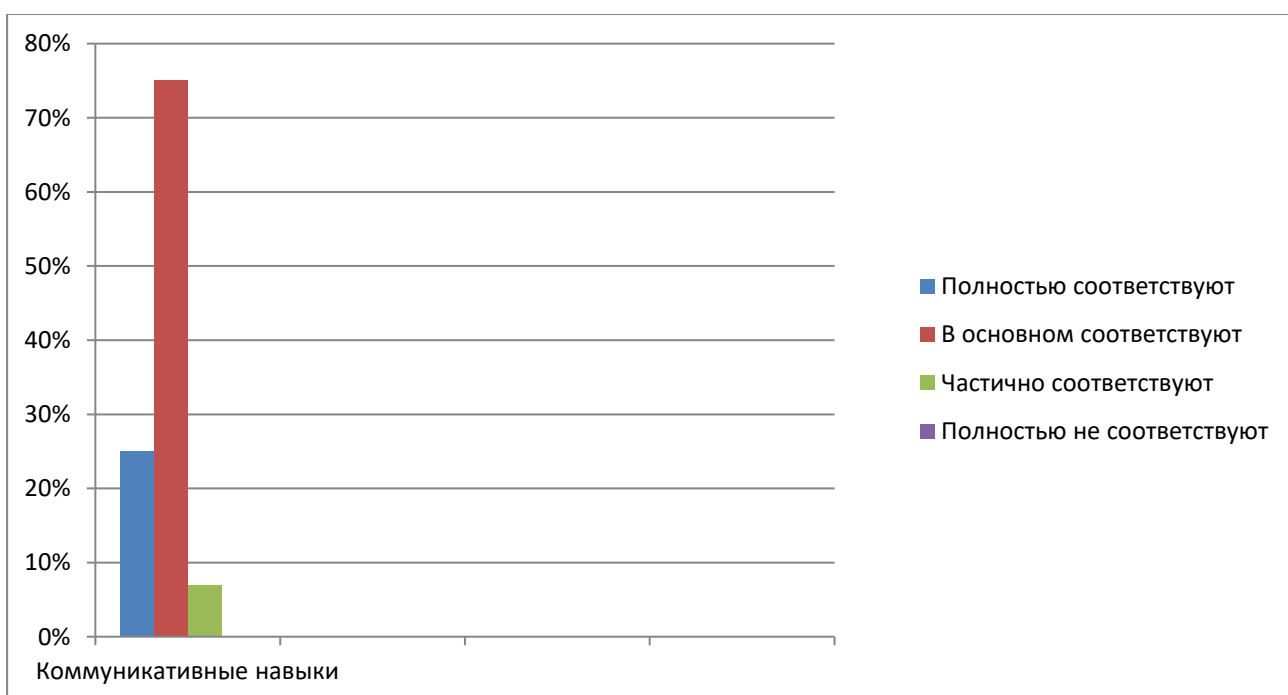 80%
70%
60%
50%
40%
30%
20%
10%
0%
Коммуникативные навыки
Полностью соответствуют
В основном соответствуют
Частично соответствуют
Полностью не соответствуют